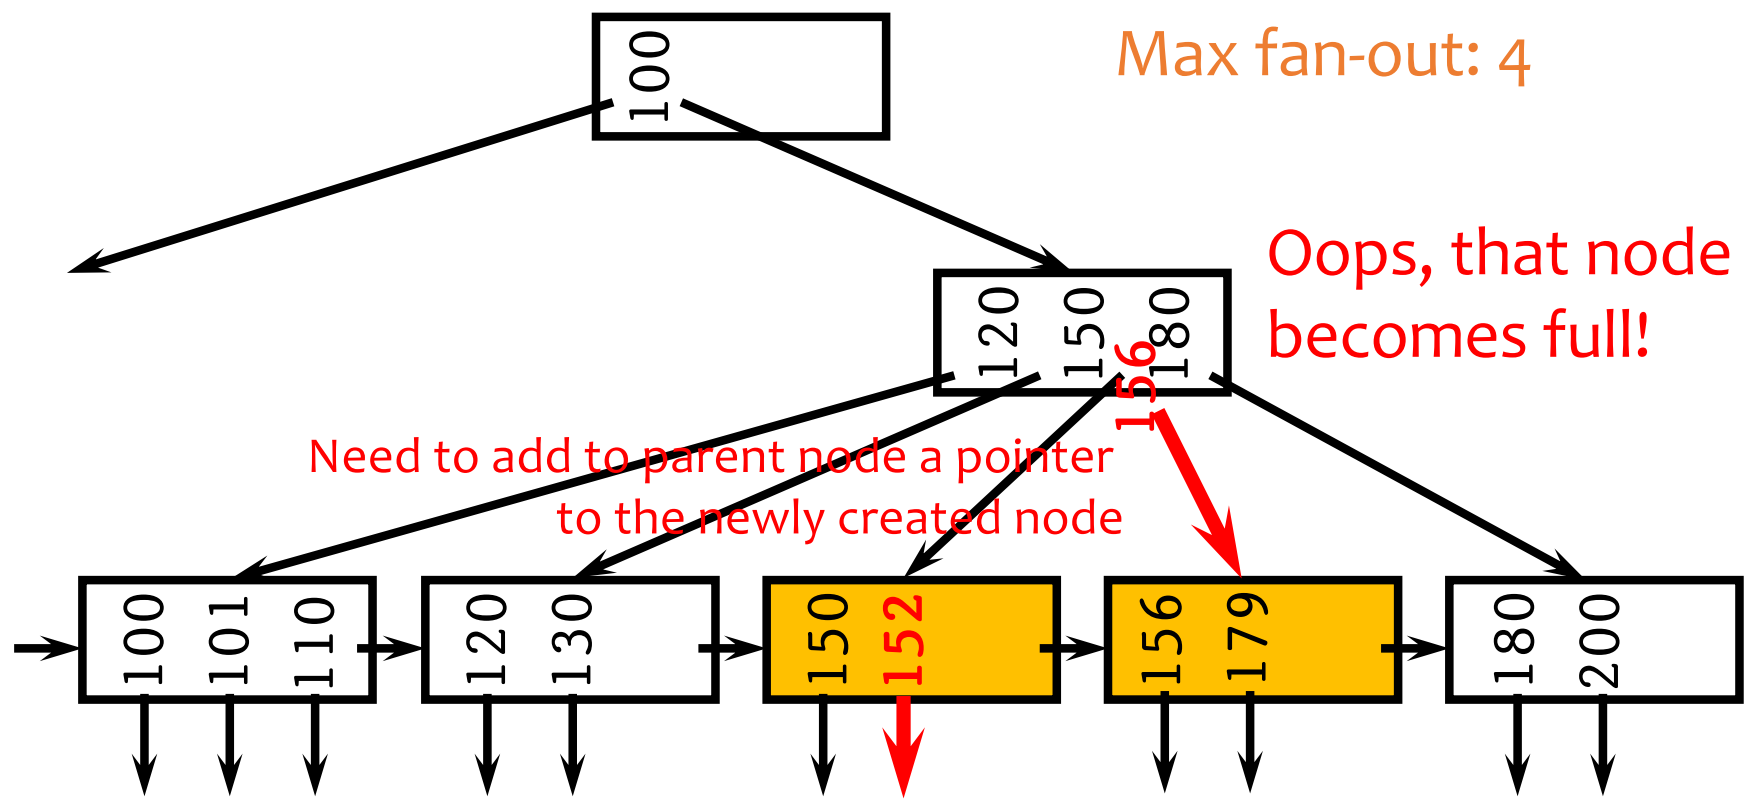 100
Max fan-out: 4
Oops, that node
becomes full!
120 150 156 180
Need to add to parent node a pointer
to the newly created node
100 101 110
120 130
150 152
156 179
180 200